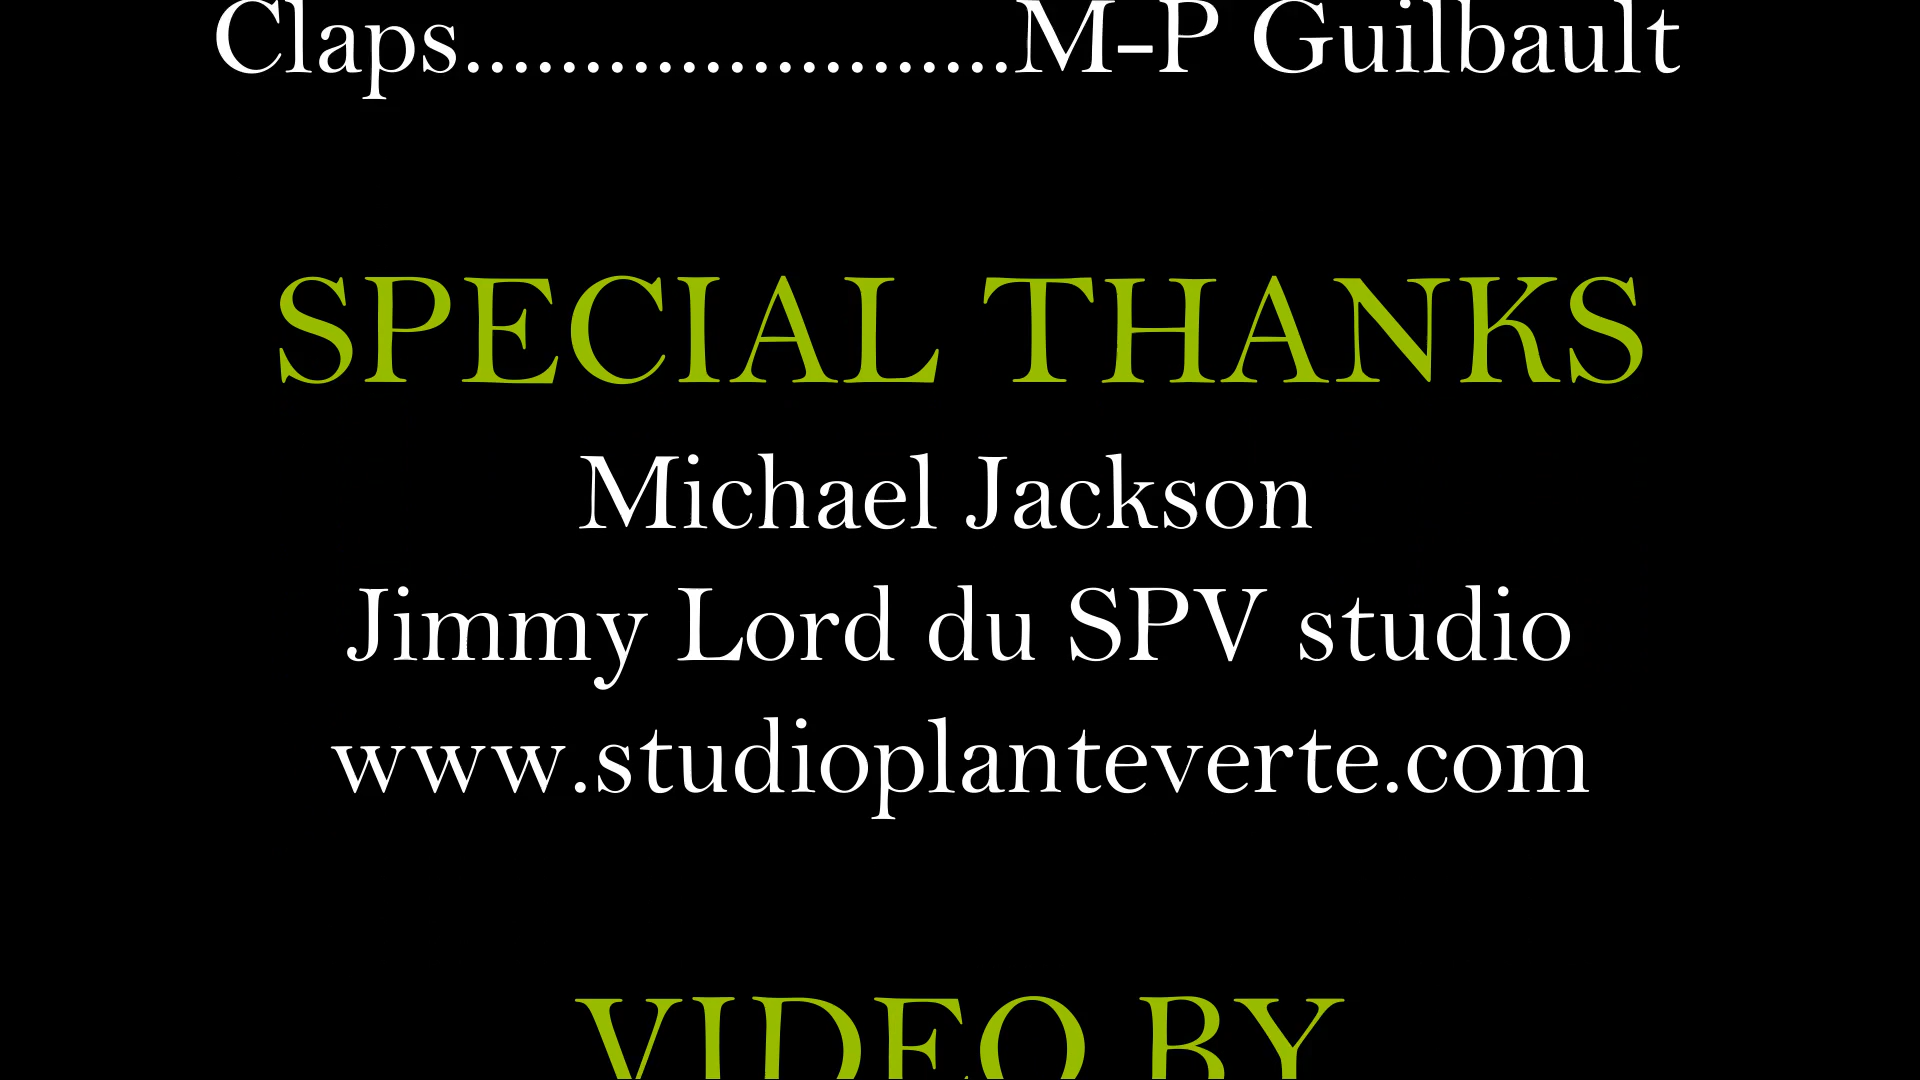 Claps.......................M-P Guilbault
SPECIAL THANKS
Michael Jackson
Jimmy Lord du SPV studio
www.studioplanteverte.com
VIDEO BY